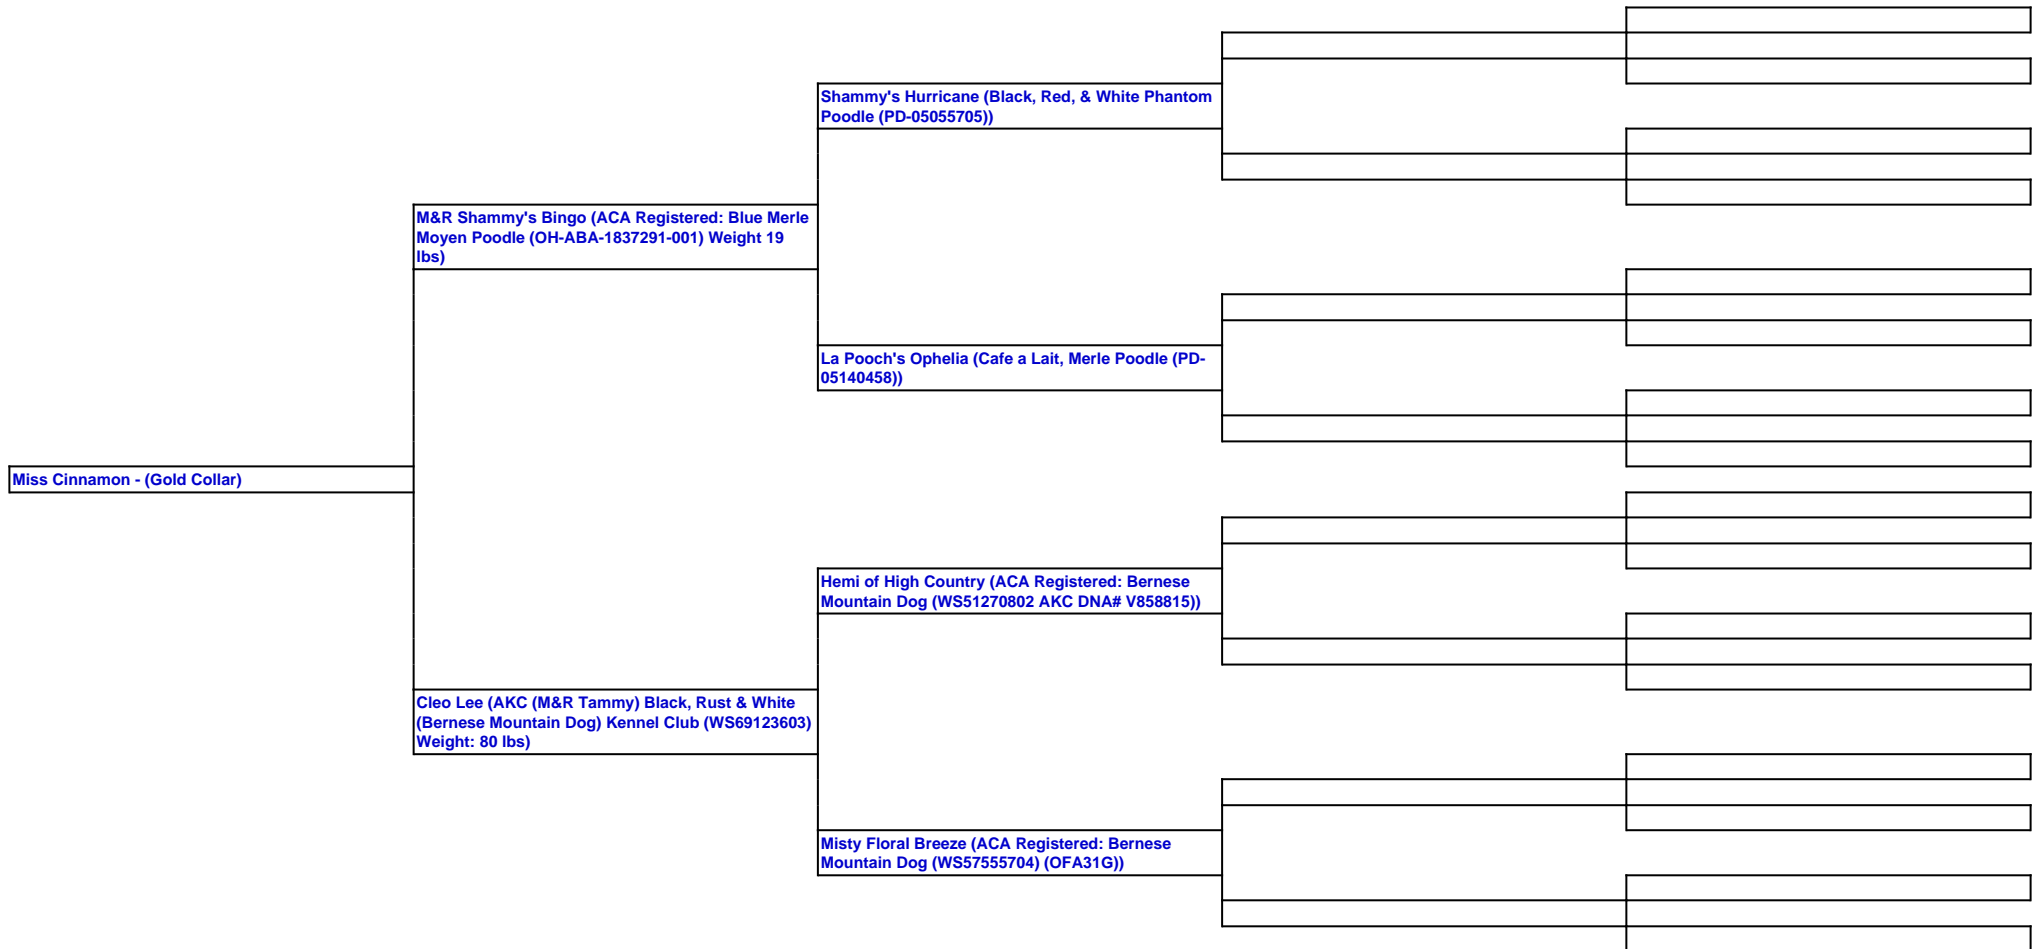 Shammy's Hurricane (Black, Red, & White Phantom
Poodle (PD-05055705))
M&R Shammy's Bingo (ACA Registered: Blue Merle
Moyen Poodle (OH-ABA-1837291-001) Weight 19
lbs)
La Pooch's Ophelia (Cafe a Lait, Merle Poodle (PD-
05140458))
Miss Cinnamon - (Gold Collar)
Hemi of High Country (ACA Registered: Bernese
Mountain Dog (WS51270802 AKC DNA# V858815))
Cleo Lee (AKC (M&R Tammy) Black, Rust & White
(Bernese Mountain Dog) Kennel Club (WS69123603)
Weight: 80 lbs)
Misty Floral Breeze (ACA Registered: Bernese
Mountain Dog (WS57555704) (OFA31G))